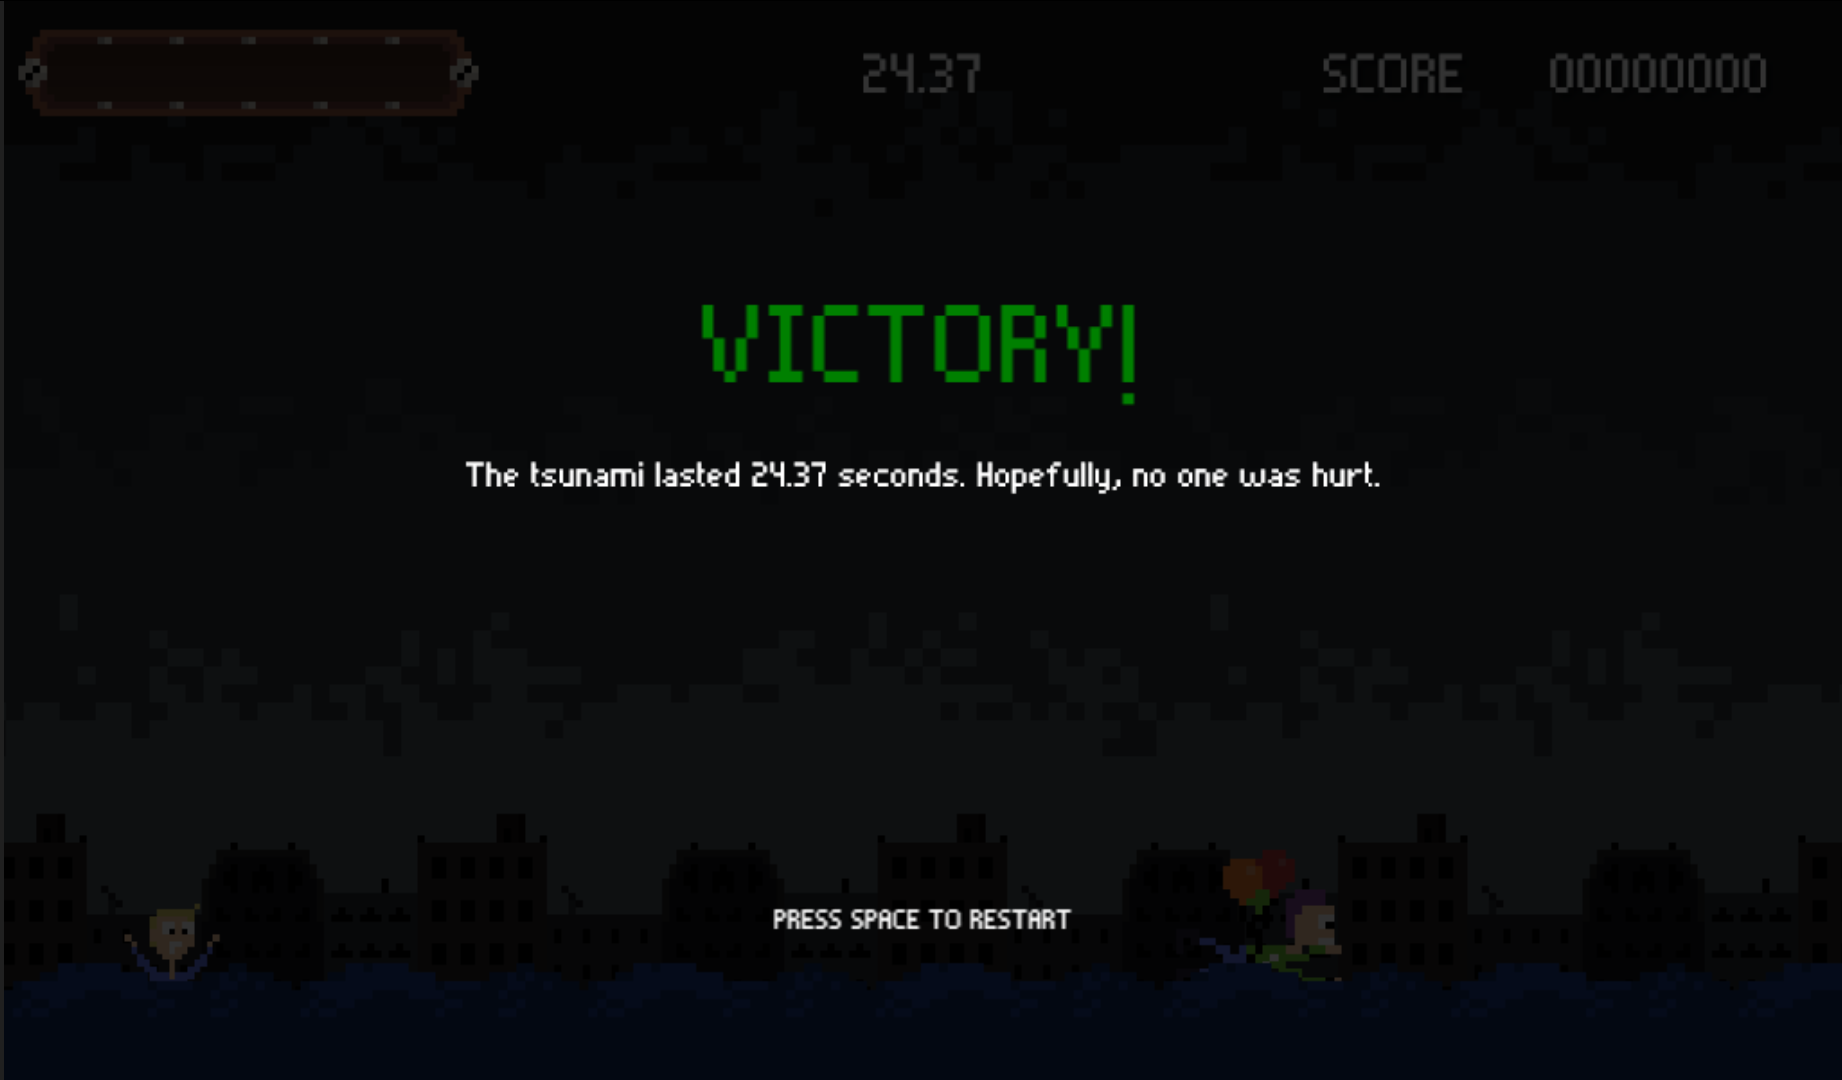 24.37 SCORE 00000000
VICTORY!
The tsunami lasted 24.37 seconds. Hopefully, no one was hurt.
PRESS SPACE TO RESTART